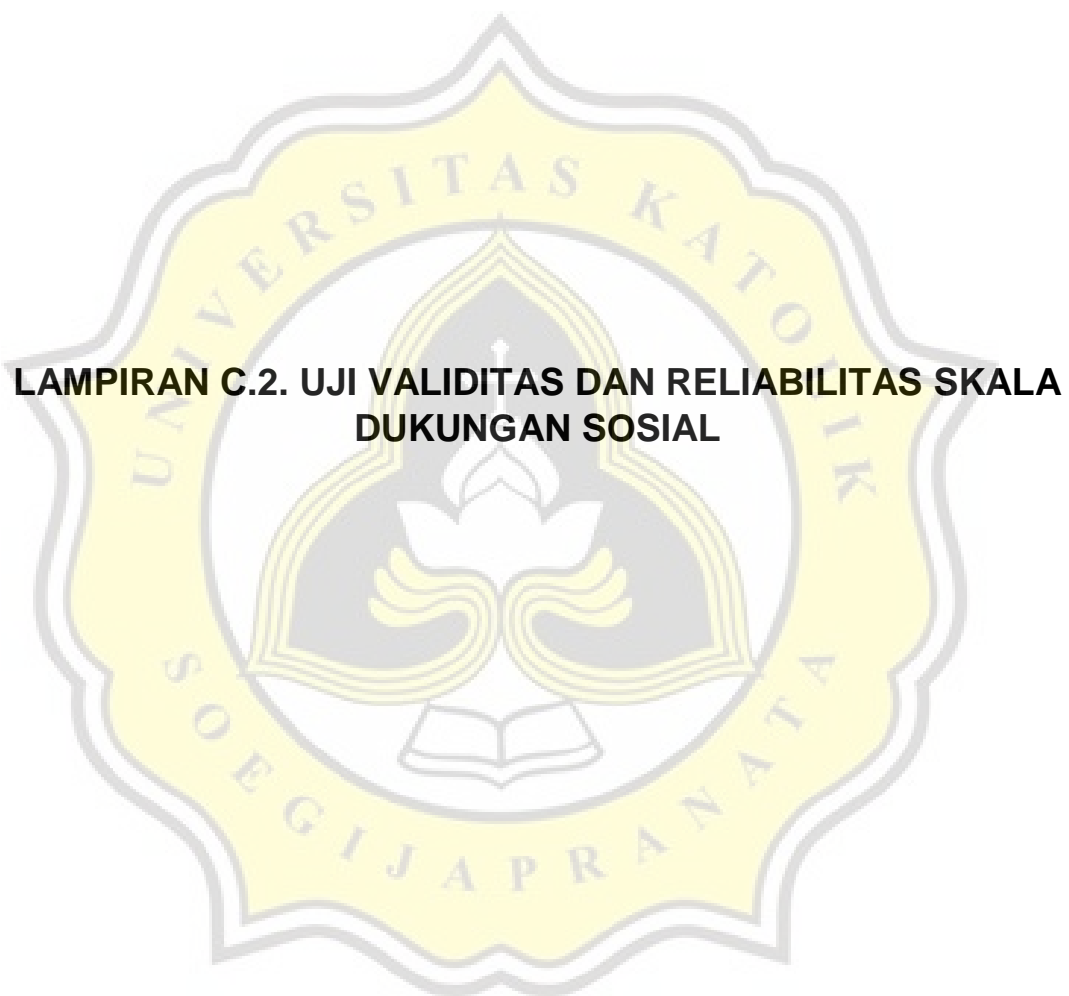 UNIVERSITAS KATOLIK
LAMPIRAN C.2. UJI VALIDITAS DAN RELIABILITAS SKALA
DUKUNGAN SOSIAL
SOEGIJAPRANATA